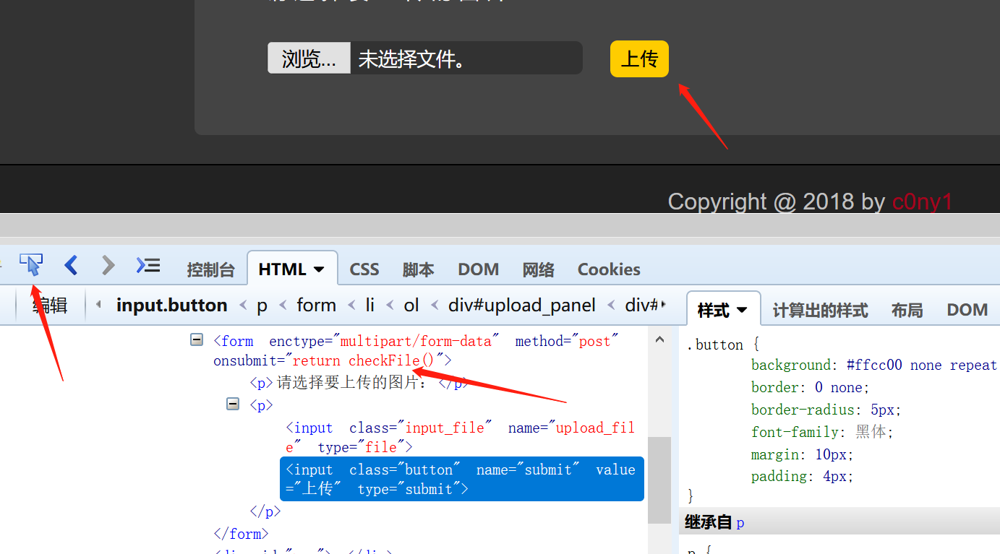 浏览... 未选择文件。 上传
Copyright @ 2018 by c0ny1
控制台 HTML CSS 脚本 DOM 网络 Cookies
编辑 input.button < p < form < li < ol < div#upload_panel < div#
样式 计算出的样式 布局 DOM
<form enctype="multipart/form-data" method="post"
onsubmit="return checkFile()">
<p>请选择要上传的图片：</p>
<p>
<input class="input_file" name="upload_fil
e" type="file">
<input class="button" name="submit" value
="上传" type="submit">
</p>
</form>
.button {
background: #ffcc00 none repeat
border: 0 none;
border-radius: 5px;
font-family: 黑体;
margin: 10px;
padding: 4px;
}
继承自 p
p {